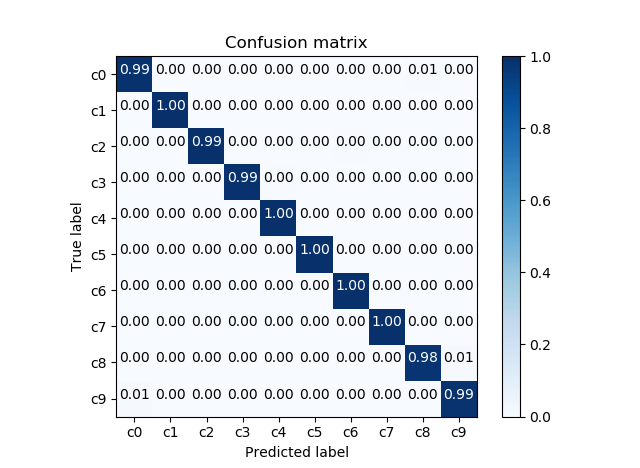 Confusion matrix
c0 0.99 0.00 0.00 0.00 0.00 0.00 0.00 0.00 0.01 0.00
c1 0.00 1.00 0.00 0.00 0.00 0.00 0.00 0.00 0.00 0.00
c2 0.00 0.00 0.99 0.00 0.00 0.00 0.00 0.00 0.00 0.00
c3 0.00 0.00 0.00 0.99 0.00 0.00 0.00 0.00 0.00 0.00
c4 0.00 0.00 0.00 0.00 1.00 0.00 0.00 0.00 0.00 0.00
c5 0.00 0.00 0.00 0.00 0.00 1.00 0.00 0.00 0.00 0.00
c6 0.00 0.00 0.00 0.00 0.00 0.00 1.00 0.00 0.00 0.00
c7 0.00 0.00 0.00 0.00 0.00 0.00 0.00 1.00 0.00 0.00
c8 0.00 0.00 0.00 0.00 0.00 0.00 0.00 0.00 0.98 0.01
c9 0.01 0.00 0.00 0.00 0.00 0.00 0.00 0.00 0.00 0.99
c0 c1 c2 c3 c4 c5 c6 c7 c8 c9
Predicted label
True label
1.0
0.8
0.6
0.4
0.2
0.0